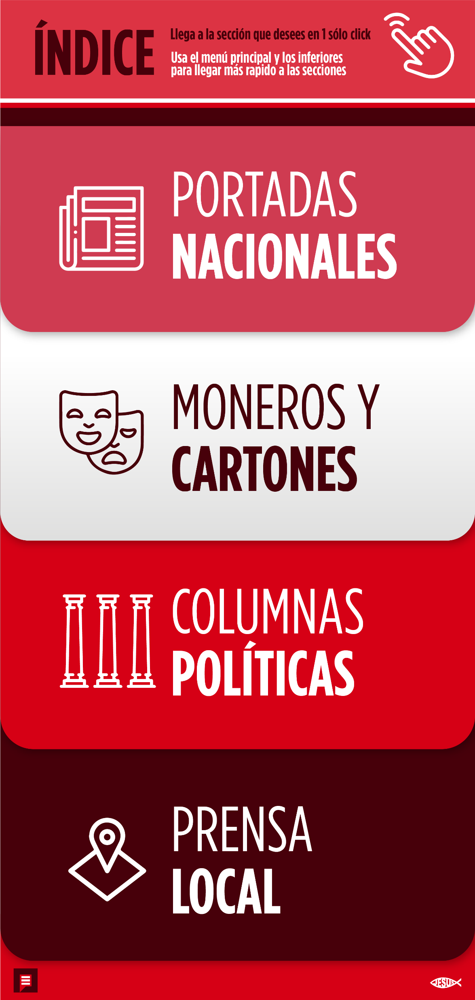 ÍNDICE
Llega a la sección que desees en 1 sólo click
Usa el menú principal y los inferiores
para llegar más rapido a las secciones
PORTADAS
NACIONALES
MONEROS Y
CARTONES
COLUMNAS
POLÍTICAS
PRENSA
LOCAL
JESUS